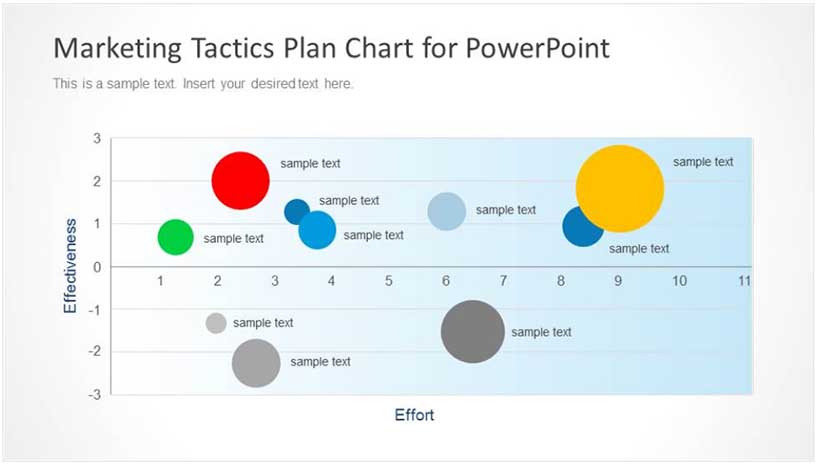 Marketing Tactics Plan Chart for PowerPoint
This is a sample text. Insert your desired text here.
3
sample text
sample text
2
sample text
sample text
1
sample text
sample text
sample text
0
1 2 3 4 5 6 7 8 9 10 11
Effectiveness
-1
sample text
sample text
-2
sample text
-3
Effort